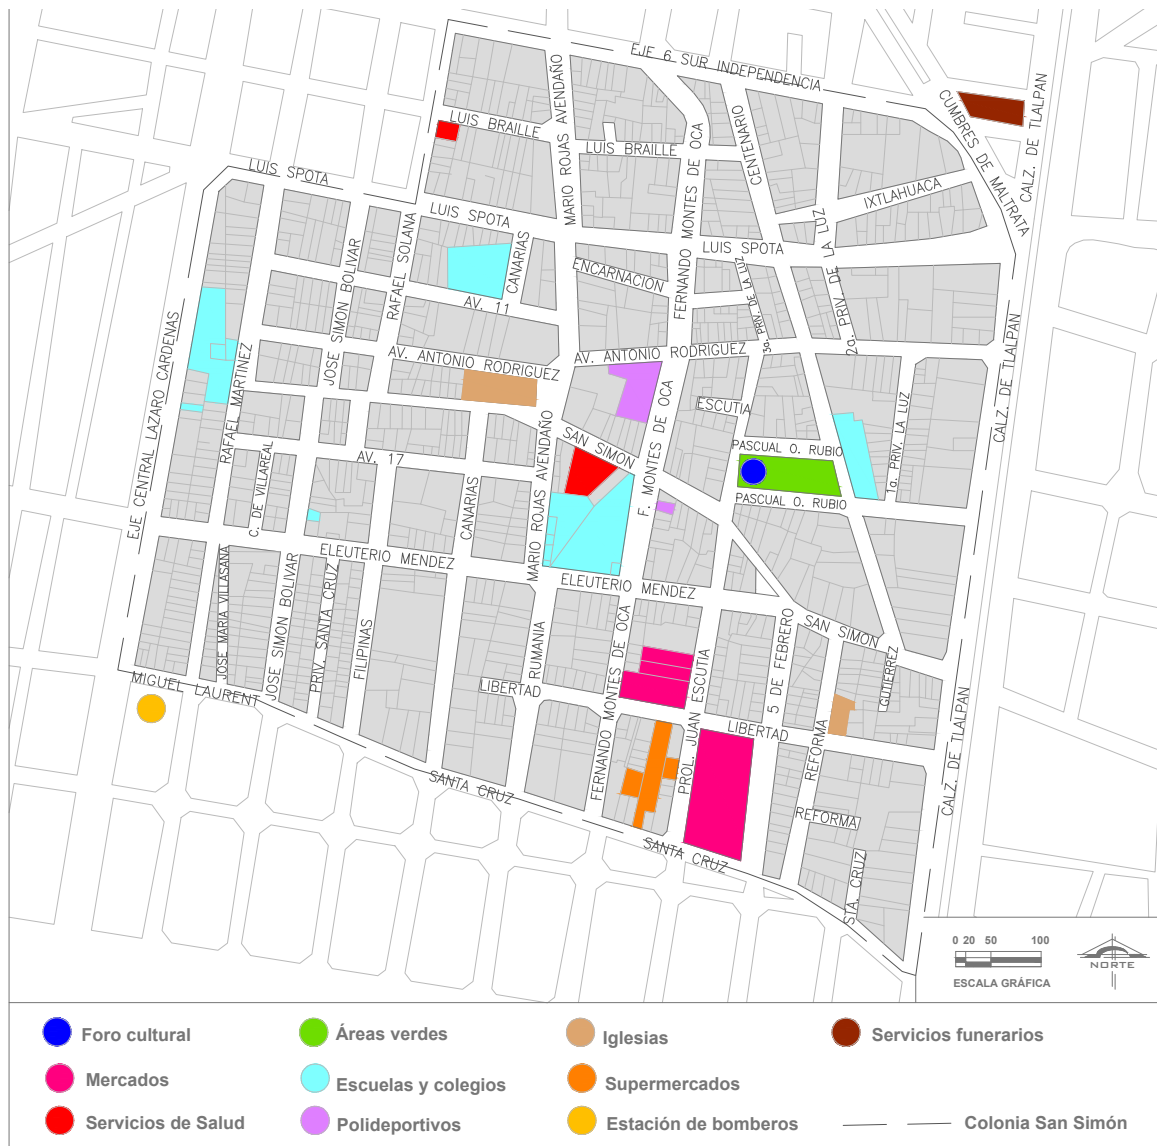 EJE 6 SUR INDEPENDENCIA
CUMBRES DE MALTRATA
CALZ. DE TLALPAN
MARIO ROJAS AVENDAÑO
LUIS BRAILLE
LUIS BRAILLE
FERNANDO MONTES DE OCA
CENTENARIO
IXTLAHUACA
LUIS SPOTA
LUIS SPOTA
LUIS SPOTA
RAFAEL SOLANA
JOSE SIMON BOLIVAR
CANARIAS
ENCARNACION
3a. PRIV. DE LA LUZ
2a. PRIV. DE LA LUZ
AV. 11
EJE CENTRAL LAZARO CARDENAS
RAFAEL MARTINEZ
AV. ANTONIO RODRIGUEZ
AV. ANTONIO RODRIGUEZ
CALZ. DE TLALPAN
ESCUTIA
1a. PRIV. LA LUZ
SAN SIMON
MARIO ROJAS AVENDAÑO
F. MONTES DE OCA
PASCUAL O. RUBIO
PASCUAL O. RUBIO
AV. 17
C. DE VILLAREAL
CANARIAS
ELEUTERIO MENDEZ
ELEUTERIO MENDEZ
JOSE MARIA VILLASANA
JOSE SIMON BOLIVAR
PRIV. SANTA CRUZ
FILIPINAS
RUMANIA
FERNANDO MONTES DE OCA
PROL. JUAN ESCUTIA
5 DE FEBRERO
SAN SIMON
GUTIERREZ
MIGUEL LAURENT
LIBERTAD
LIBERTAD
REFORMA
CALZ. DE TLALPAN
SANTA CRUZ
REFORMA
SANTA CRUZ
STA. CRUZ
0 20 50 100
ESCALA GRÁFICA
NORTE
Foro cultural
Áreas verdes
Iglesias
Servicios funerarios
Mercados
Escuelas y colegios
Supermercados
Servicios de Salud
Polideportivos
Estación de bomberos
Colonia San Simón